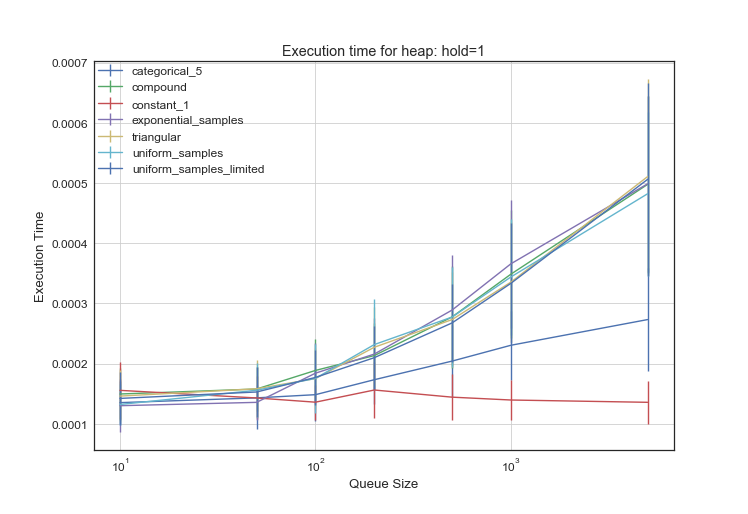 Execution time for heap: hold=1
0.0007
0.0006
0.0005
0.0004
0.0003
0.0002
0.0001
Execution Time
categorical_5
compound
constant_1
exponential_samples
triangular
uniform_samples
uniform_samples_limited
10¹
10²
10³
Queue Size